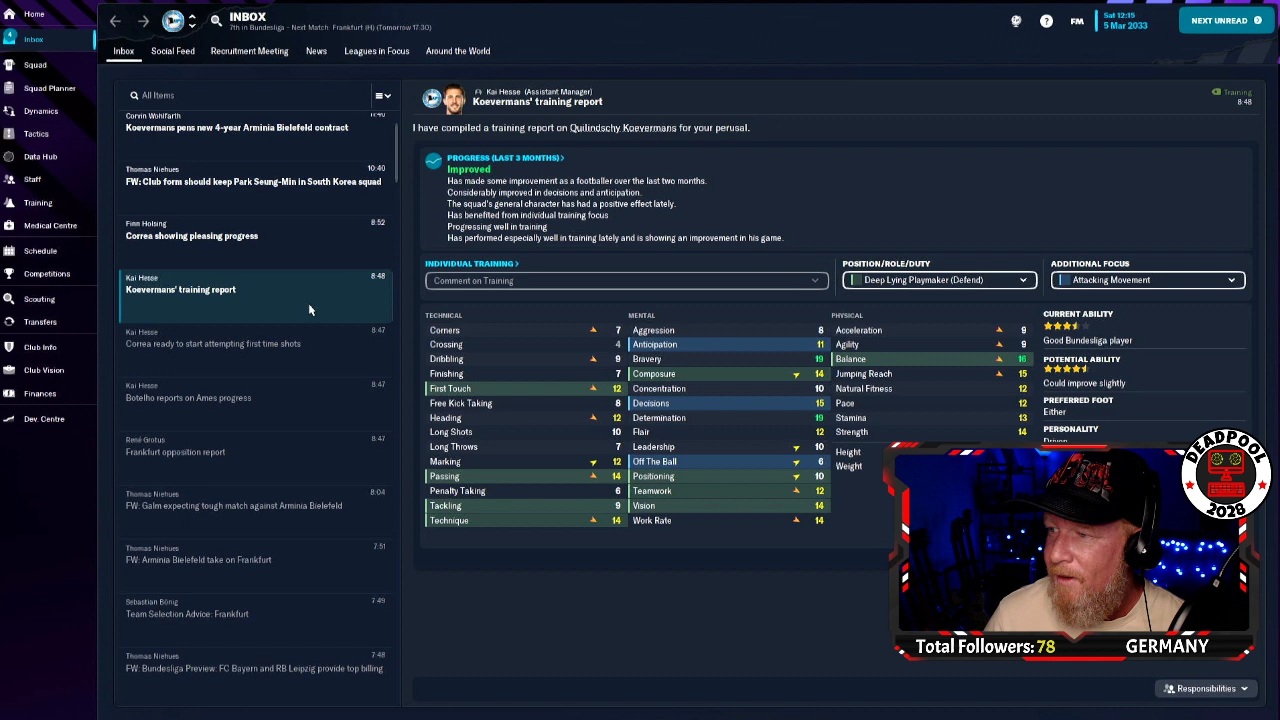 Home
Inbox
Squad
Squad Planner
Dynamics
Tactics
Data Hub
Staff
Training
Medical Centre
Schedule
Competitions
Scouting
Transfers
Club Info
Club Vision
Finances
Dev. Centre
INBOX
7th in Bundesliga - Next Match: Frankfurt (H) (Tomorrow 17.30)
FM
Sat 12:15
5 Mar 2033
NEXT UNREAD
Inbox
Social Feed
Recruitment Meeting
News
Leagues in Focus
Around the World
All Items
Corvin Wohlfarth 11:40
Koevermans pens new 4-year Arminia Bielefeld contract
Thomas Niehues 10:40
FW: Club form should keep Park Seung-Min in South Korea squad
Finn Holsing 8:52
Correa showing pleasing progress
Kai Hesse 8:48
Koevermans' training report
Kai Hesse 8:47
Correa ready to start attempting first time shots
Kai Hesse 8:47
Botelho reports on Ames progress
René Grotus 8:47
Frankfurt opposition report
Thomas Niehues 8:04
FW: Galm expecting tough match against Arminia Bielefeld
Thomas Niehues 7:51
FW: Arminia Bielefeld take on Frankfurt
Sebastian Bönig 7:49
Team Selection Advice: Frankfurt
Thomas Niehues 7:48
FW: Bundesliga Preview: FC Bayern and RB Leipzig provide top billing
Kai Hesse (Assistant Manager)
Koevermans' training report
Training
8:48
I have compiled a training report on Quilindschy Koevermans for your perusal.
PROGRESS (LAST 3 MONTHS)
Improved
Has made some improvement as a footballer over the last two months.
Considerably improved in decisions and anticipation.
The squad's general character has had a positive effect lately.
Has benefited from individual training focus
Progressing well in training
Has performed especially well in training lately and is showing an improvement in his game.
INDIVIDUAL TRAINING
Comment on Training
POSITION/ROLE/DUTY
Deep Lying Playmaker (Defend)
ADDITIONAL FOCUS
Attacking Movement
TECHNICAL
Corners 7
Crossing 4
Dribbling 9
Finishing 7
First Touch 12
Free Kick Taking 8
Heading 12
Long Shots 10
Long Throws 7
Marking 12
Passing 14
Penalty Taking 6
Tackling 9
Technique 14
MENTAL
Aggression 8
Anticipation 11
Bravery 19
Composure 14
Concentration 10
Decisions 15
Determination 19
Flair 12
Leadership 10
Off The Ball 6
Positioning 10
Teamwork 12
Vision 14
Work Rate 14
PHYSICAL
Acceleration 9
Agility 9
Balance 16
Jumping Reach 15
Natural Fitness 12
Pace 12
Stamina 13
Strength 14
Height
Weight
CURRENT ABILITY
Good Bundesliga player
POTENTIAL ABILITY
Could improve slightly
PREFERRED FOOT
Either
PERSONALITY
Driven
DEADPOOL
2028
Total Followers: 78
GERMANY
Responsibilities